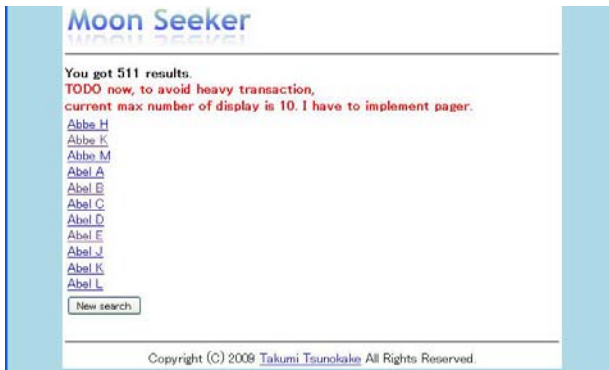 Moon Seeker
You got 511 results.
TODO now, to avoid heavy transaction,
current max number of display is 10. I have to implement pager.
Abbe H
Abbe K
Abbe M
Abel A
Abel B
Abel C
Abel D
Abel E
Abel J
Abel K
Abel L
New search
Copyright (C) 2009 Takumi Tsunokake All Rights Reserved.